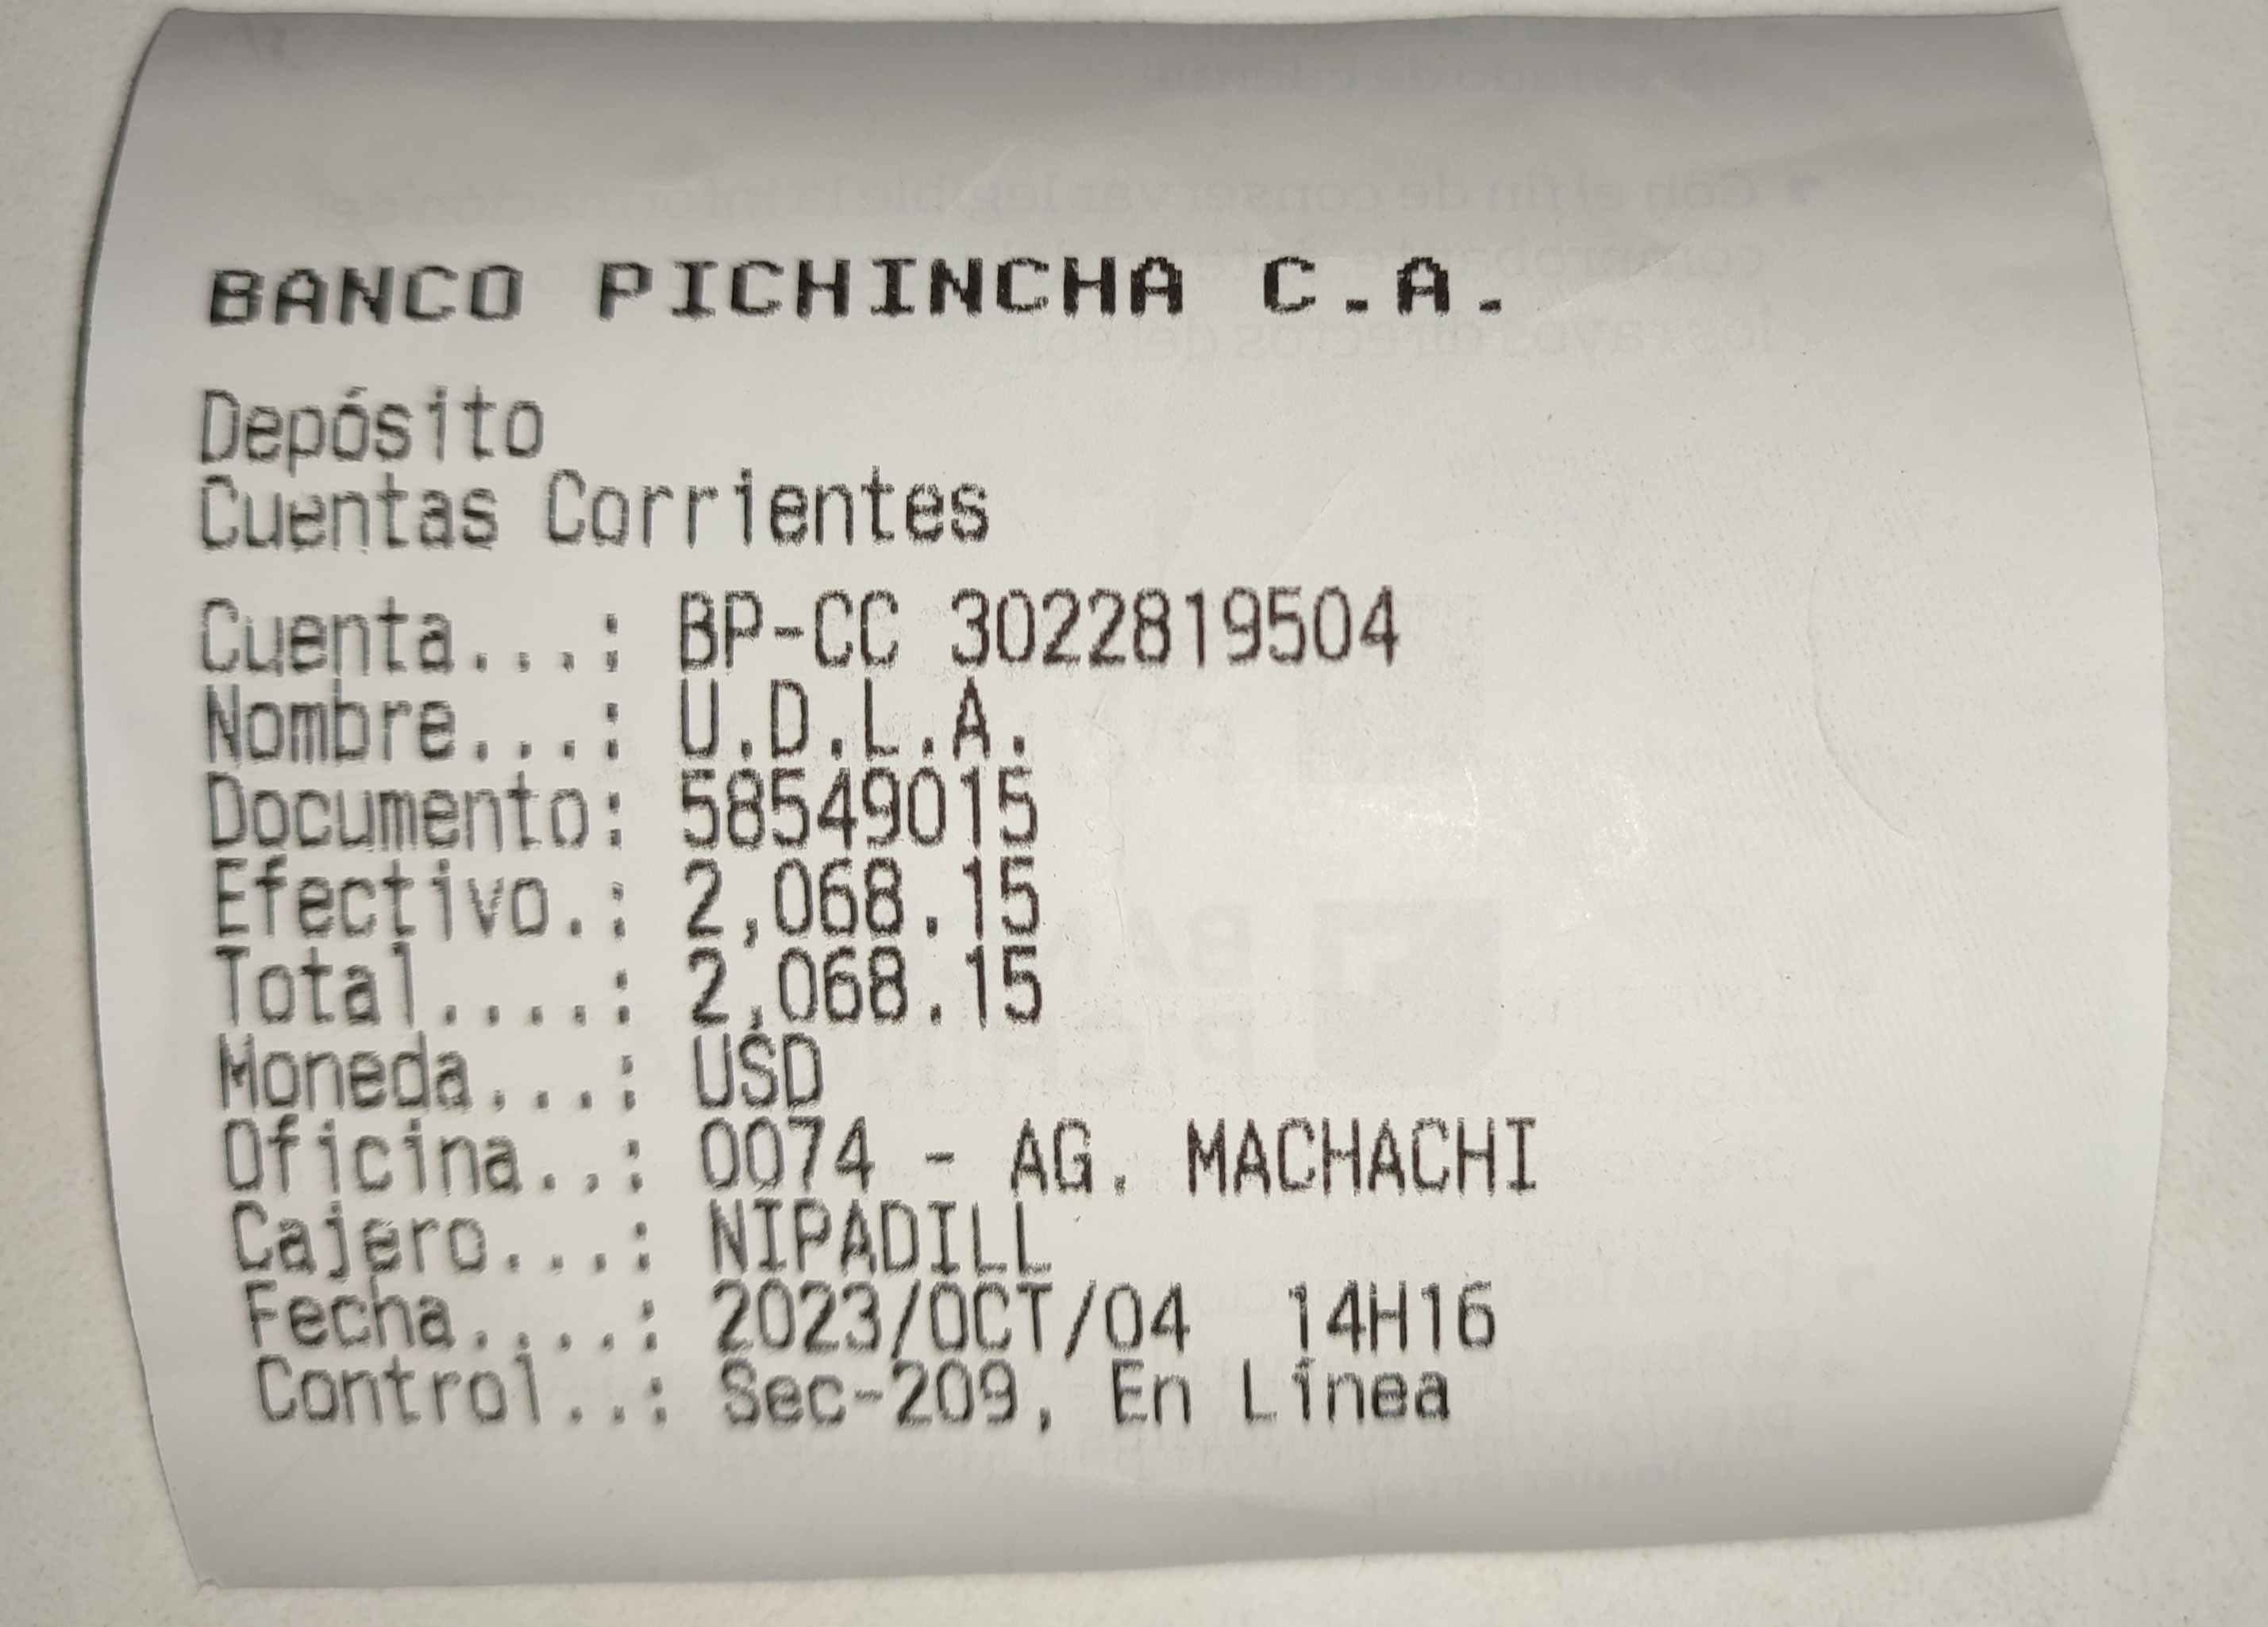 BANCO PICHINCHA C.A.
Depósito
Cuentas Corrientes
Cuenta...: BP-CC 3022819504
Nombre...: U.D.L.A.
Documento: 58549015
Efectivo.: 2,068.15
Total....: 2,068.15
Moneda...: USD
Oficina..: 0074 - AG. MACHACHI
Cajero...: NIPADILL
Fecha....: 2023/OCT/04  14H16
Control..: Sec-209, En Línea